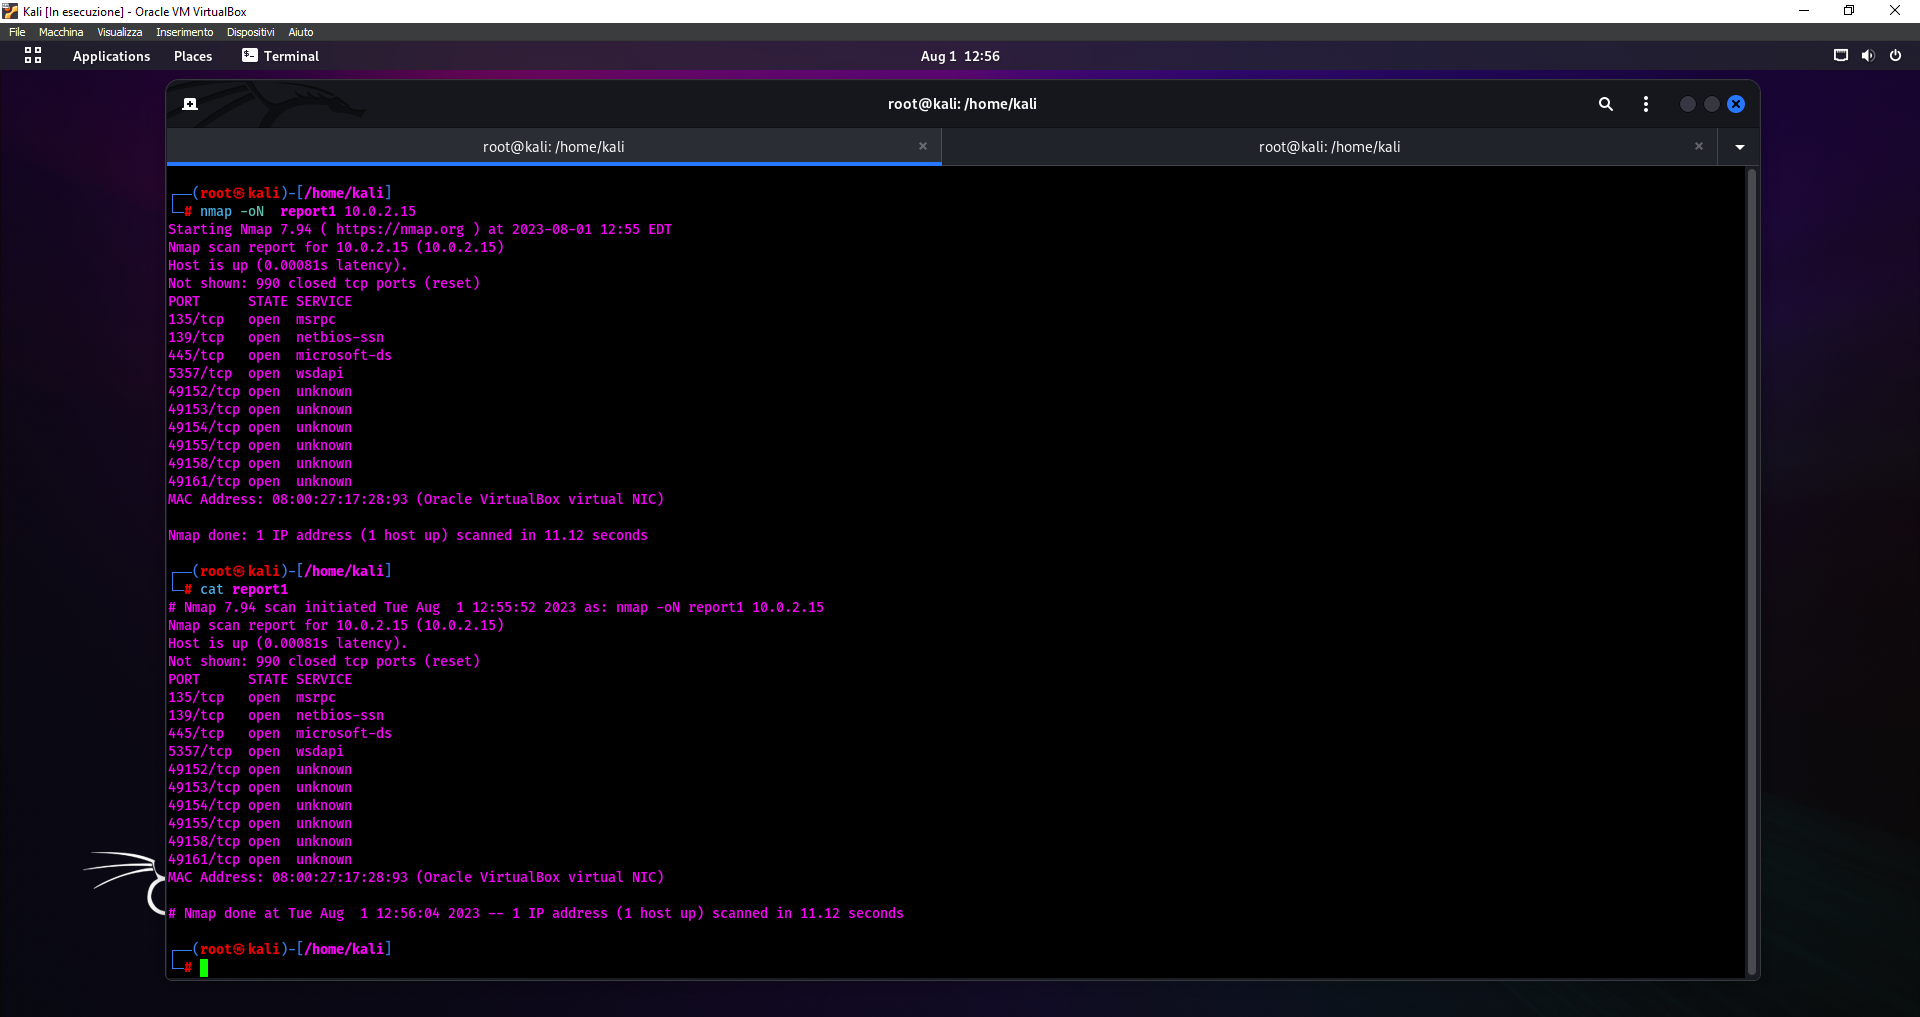 Kali [In esecuzione] - Oracle VM VirtualBox
File Macchina Visualizza Inserimento Dispositivi Aiuto
Applications Places Terminal Aug 1 12:56
root@kali: /home/kali
root@kali: /home/kali × root@kali: /home/kali ×
┌──(root㉿kali)-[/home/kali]
└─# nmap -oN  report1 10.0.2.15
Starting Nmap 7.94 ( https://nmap.org ) at 2023-08-01 12:55 EDT
Nmap scan report for 10.0.2.15 (10.0.2.15)
Host is up (0.00081s latency).
Not shown: 990 closed tcp ports (reset)
PORT      STATE SERVICE
135/tcp   open  msrpc
139/tcp   open  netbios-ssn
445/tcp   open  microsoft-ds
5357/tcp  open  wsdapi
49152/tcp open  unknown
49153/tcp open  unknown
49154/tcp open  unknown
49155/tcp open  unknown
49158/tcp open  unknown
49161/tcp open  unknown
MAC Address: 08:00:27:17:28:93 (Oracle VirtualBox virtual NIC)
Nmap done: 1 IP address (1 host up) scanned in 11.12 seconds
┌──(root㉿kali)-[/home/kali]
└─# cat report1
# Nmap 7.94 scan initiated Tue Aug  1 12:55:52 2023 as: nmap -oN report1 10.0.2.15
Nmap scan report for 10.0.2.15 (10.0.2.15)
Host is up (0.00081s latency).
Not shown: 990 closed tcp ports (reset)
PORT      STATE SERVICE
135/tcp   open  msrpc
139/tcp   open  netbios-ssn
445/tcp   open  microsoft-ds
5357/tcp  open  wsdapi
49152/tcp open  unknown
49153/tcp open  unknown
49154/tcp open  unknown
49155/tcp open  unknown
49158/tcp open  unknown
49161/tcp open  unknown
MAC Address: 08:00:27:17:28:93 (Oracle VirtualBox virtual NIC)
# Nmap done at Tue Aug  1 12:56:04 2023 -- 1 IP address (1 host up) scanned in 11.12 seconds
┌──(root㉿kali)-[/home/kali]
└─#